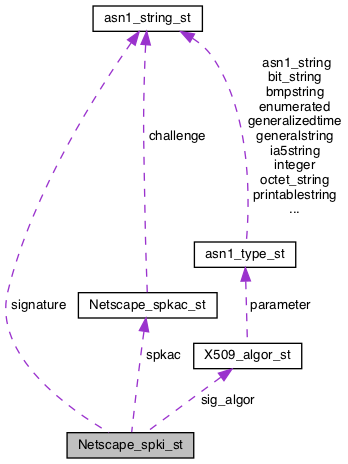 asn1_string_st
asn1_string
bit_string
bmpstring
enumerated
generalizedtime
generalstring
ia5string
integer
octet_string
printablestring
...
challenge
asn1_type_st
signature
Netscape_spkac_st
parameter
spkac
X509_algor_st
sig_algor
Netscape_spki_st